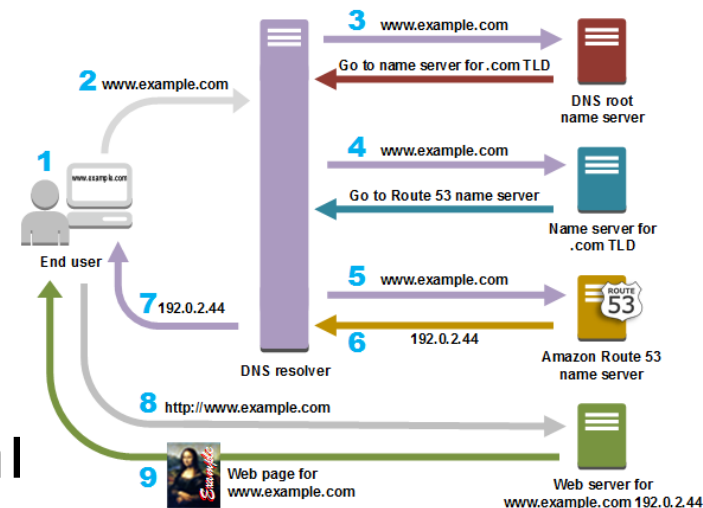 3 www.example.com
Go to name server for .com TLD
DNS root
name server
2 www.example.com
1
www.example.com
End user
4 www.example.com
Go to Route 53 name server
Name server for
.com TLD
5 www.example.com
ROUTE
53
6 192.0.2.44
Amazon Route 53
name server
7 192.0.2.44
DNS resolver
8 http://www.example.com
9
Example
Web page for
www.example.com
Web server for
www.example.com 192.0.2.44